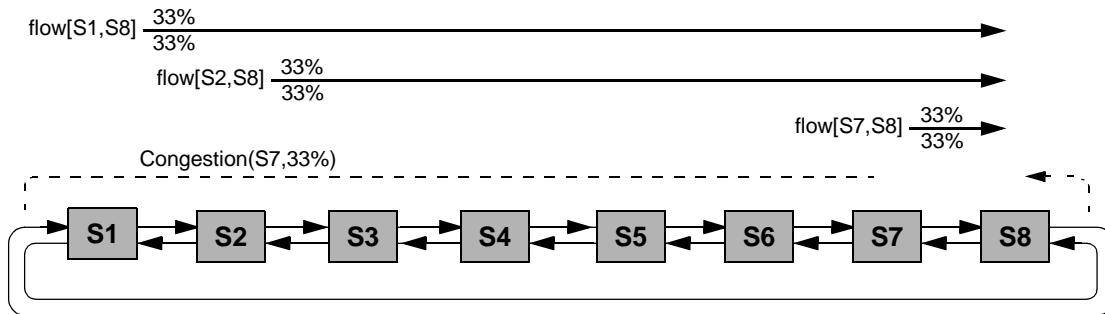 flow[S1,S8] 33%
33%
flow[S2,S8] 33%
33%
flow[S7,S8] 33%
33%
Congestion(S7,33%)
S1 S2 S3 S4 S5 S6 S7 S8